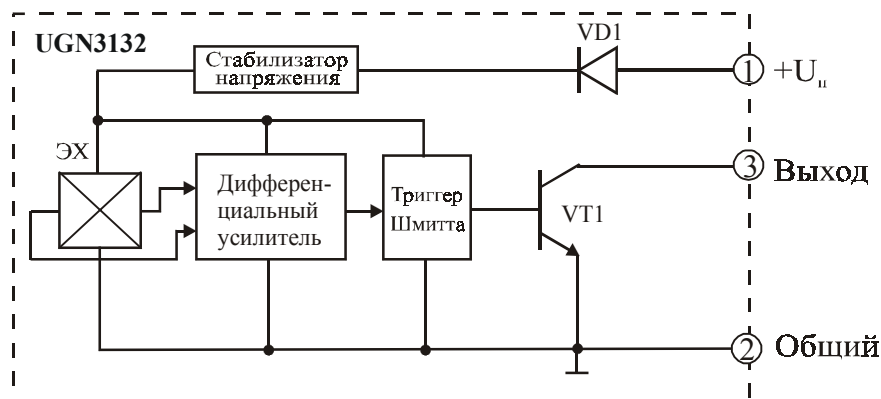 UGN3132
Стабилизатор
напряжения
VD1
1
+Uп
ЭХ
Дифферен-
циальный
усилитель
Триггер
Шмитта
VT1
3
Выход
2
Общий